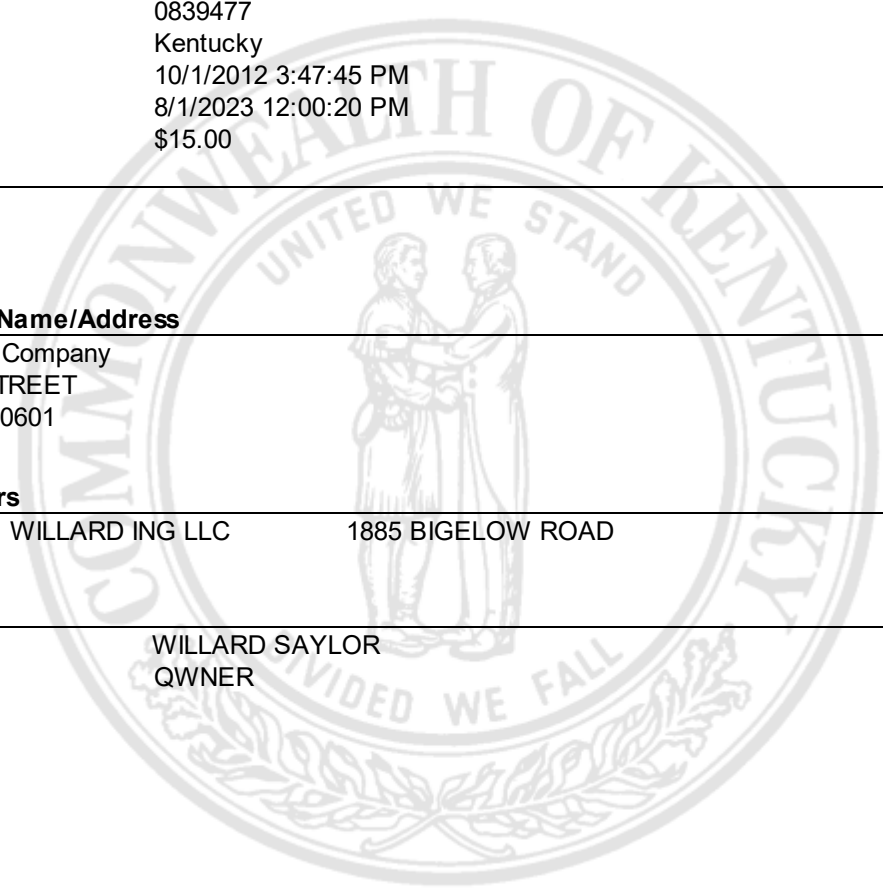 0839477
Kentucky
10/1/2012 3:47:45 PM
8/1/2023 12:00:20 PM
$15.00
COMMONWEALTH OF KENTUCKY
UNITED WE STAND
Name/Address
Company
TREET
0601
rs
WILLARD ING LLC 1885 BIGELOW ROAD
WILLARD SAYLOR
QWNER
DIVIDED WE FALL